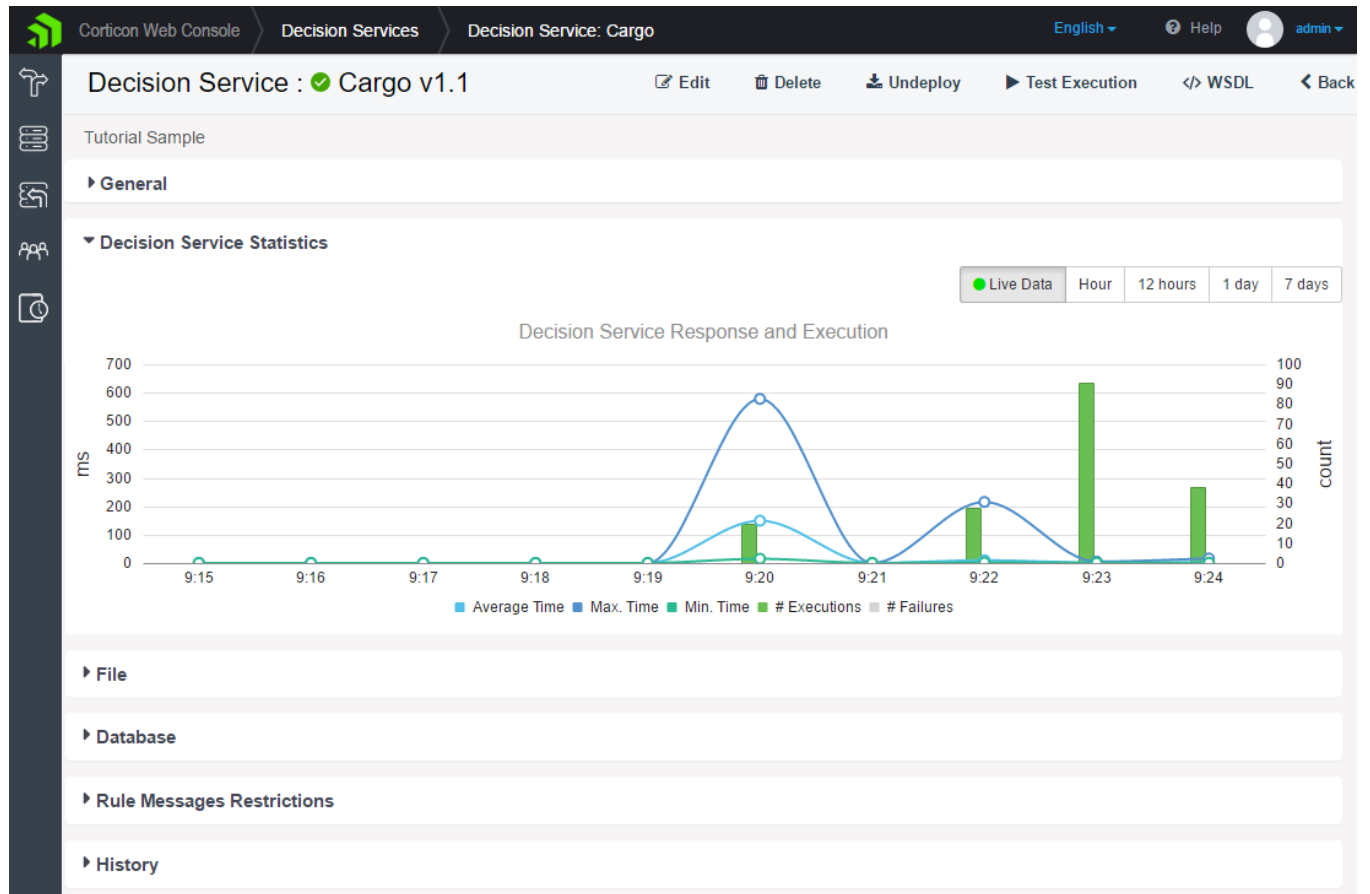 Corticon Web Console Decision Services Decision Service: Cargo English Help admin
Decision Service : Cargo v1.1 Edit Delete Undeploy Test Execution </> WSDL Back
Tutorial Sample
General
Decision Service Statistics
Live Data Hour 12 hours 1 day 7 days
Decision Service Response and Execution
700 100
600 90
80
500 70
400 60
ms 50 count
300 40
200 30
20
100 10
0 0
9:15 9:16 9:17 9:18 9:19 9:20 9:21 9:22 9:23 9:24
Average Time Max. Time Min. Time # Executions # Failures
File
Database
Rule Messages Restrictions
History